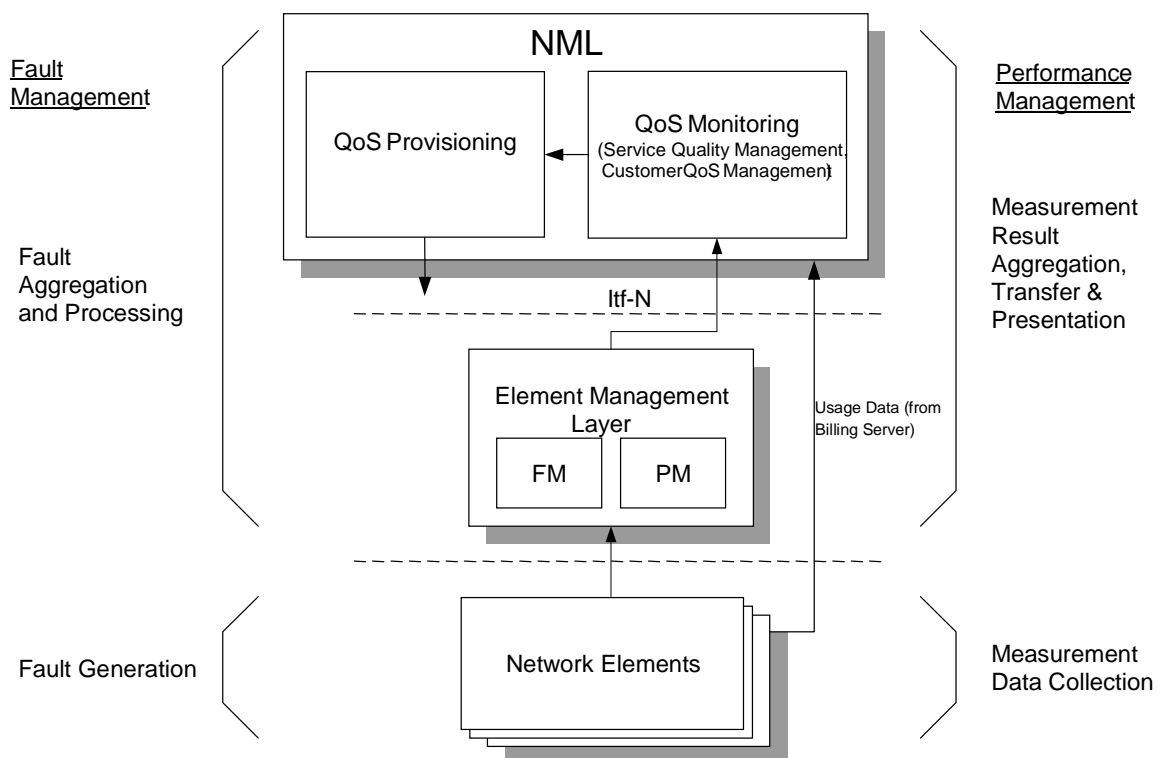 NML
Fault
Management
Performance
Management
QoS Provisioning
QoS Monitoring
(Service Quality Management,
CustomerQoS Management)
Fault
Aggregation
and Processing
Measurement
Result
Aggregation,
Transfer &
Presentation
Itf-N
Element Management
Layer
FM
PM
Usage Data (from
Billing Server)
Fault Generation
Network Elements
Measurement
Data Collection